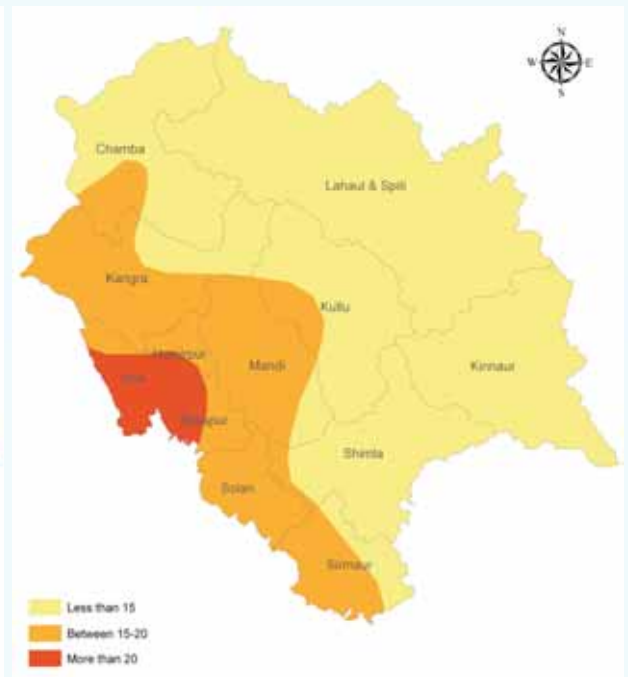 N
W E
S
Chamba
Lahaul & Spiti
Kangra
Kullu
Hamirpur
Mandi
Kinnaur
Una
Bilaspur
Shimla
Solan
Sirmaur
Less than 15
Between 15-20
More than 20